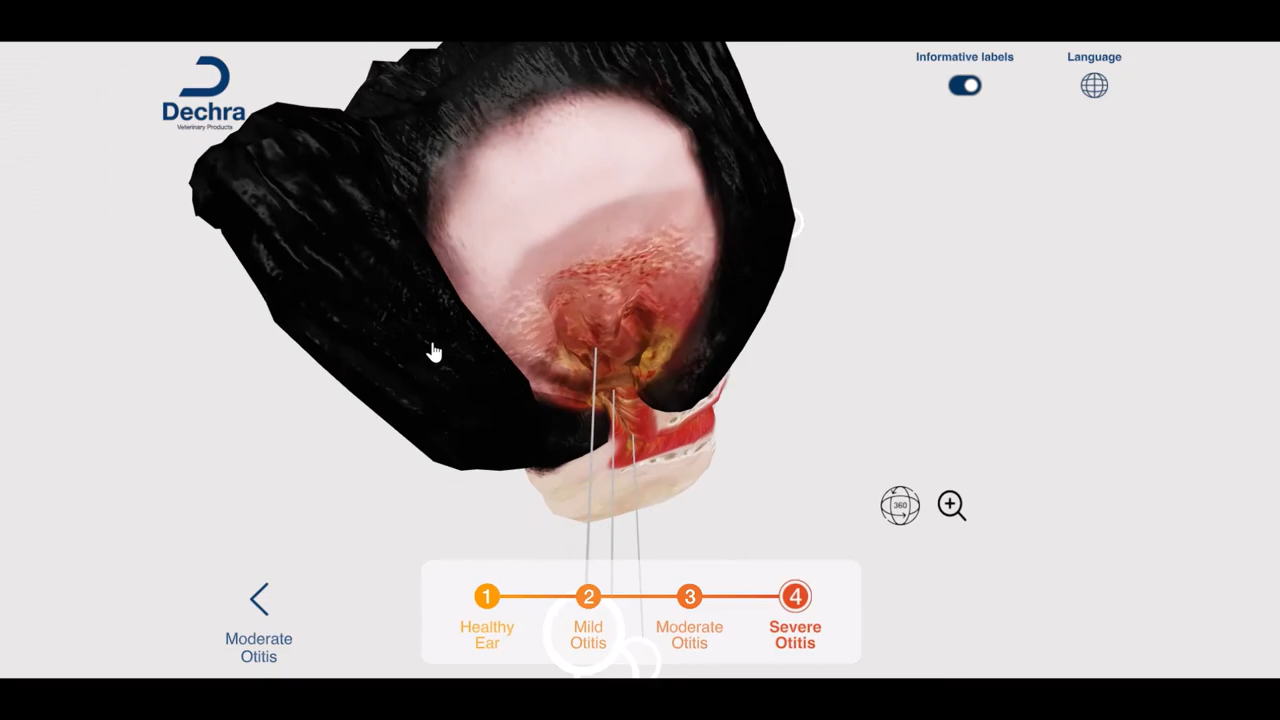 Dechra
Veterinary Products
Informative labels
Language
360
1
2
3
4
Healthy
Ear
Mild
Otitis
Moderate
Otitis
Severe
Otitis
Moderate
Otitis